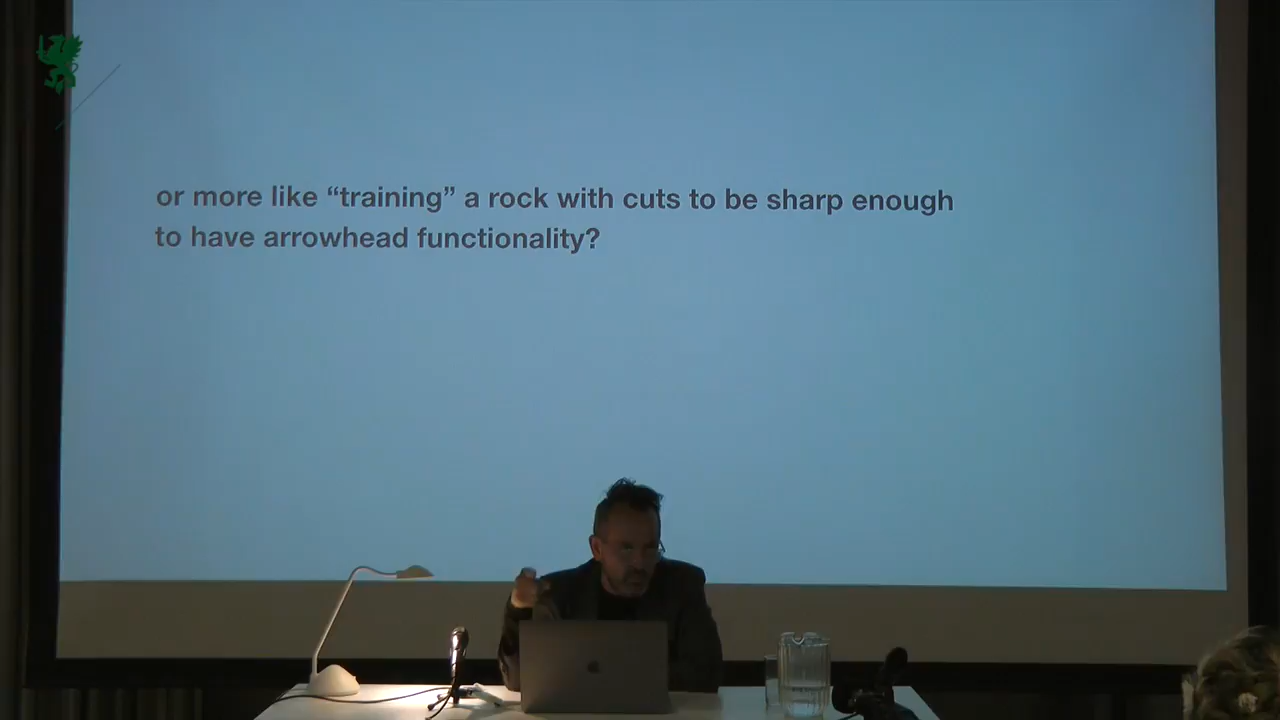 or more like “training” a rock with cuts to be sharp enough
to have arrowhead functionality?